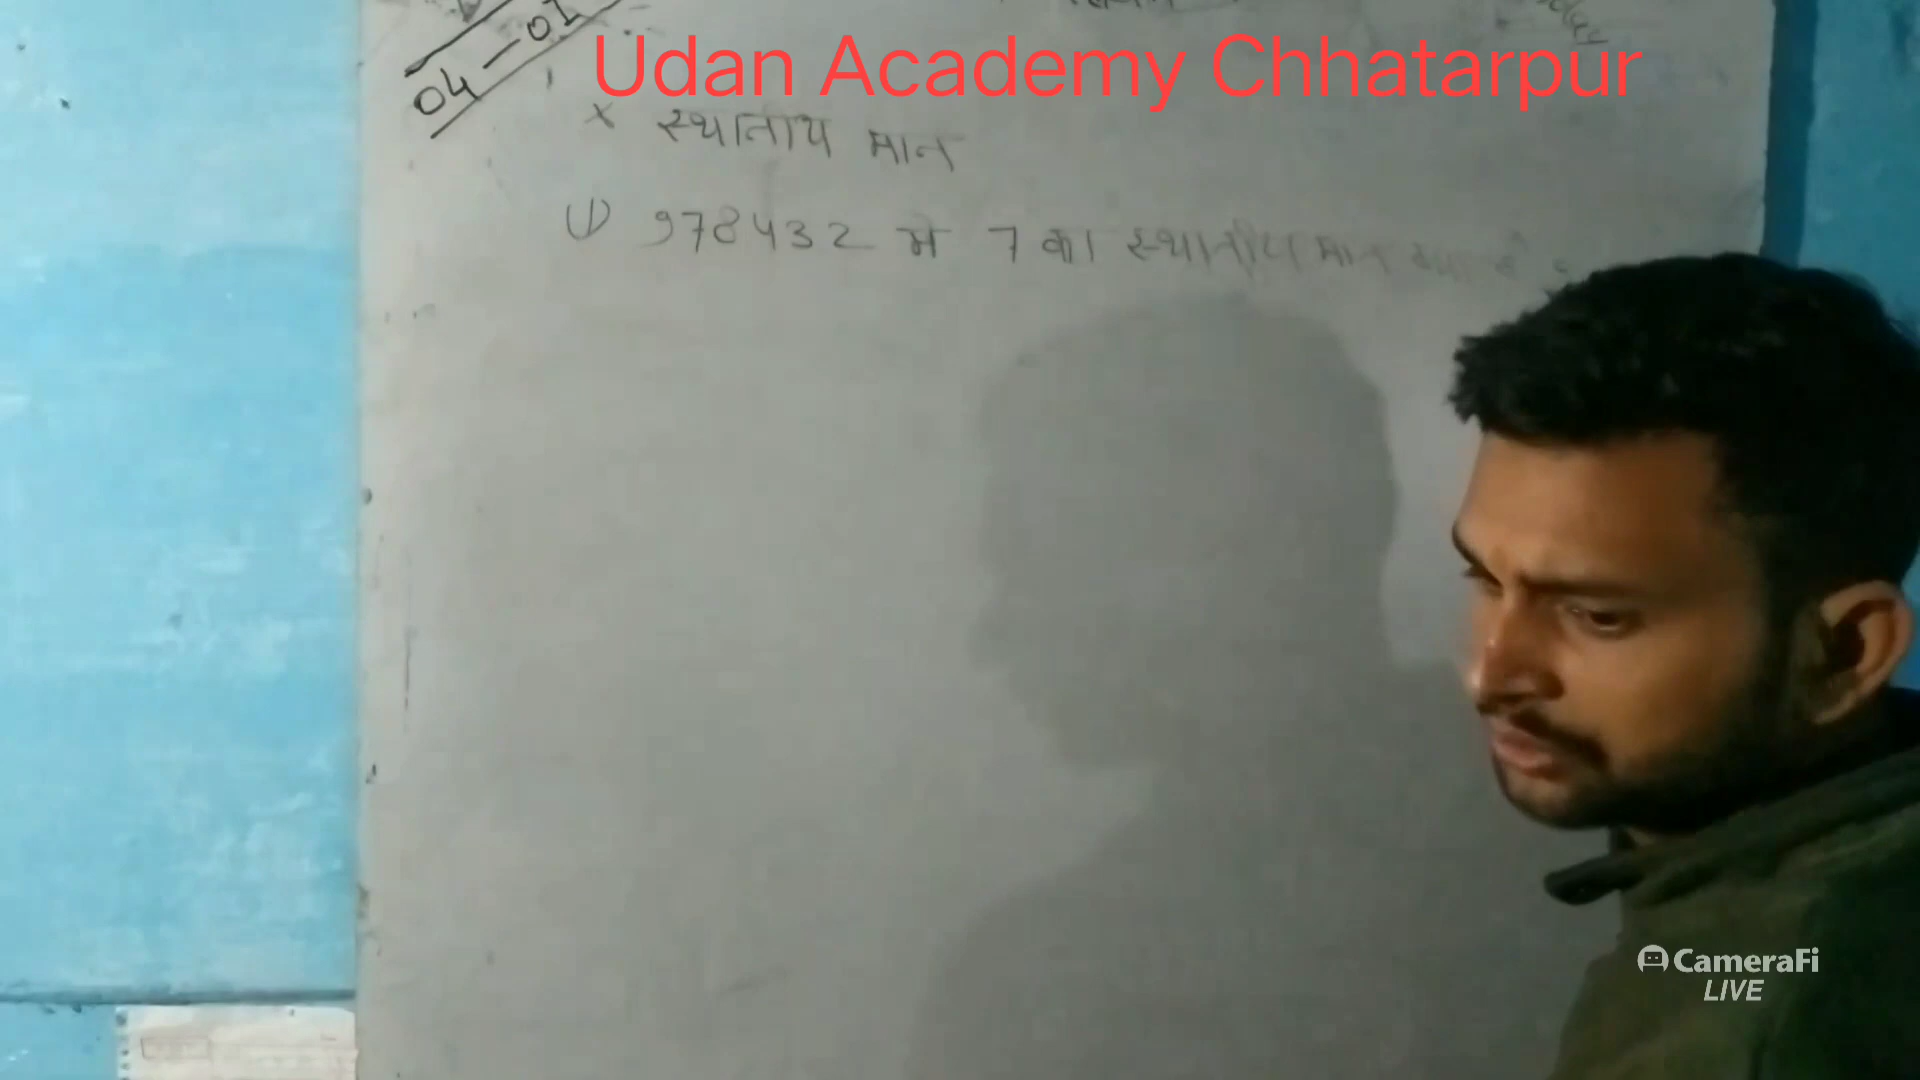 04-01
Udan Academy Chhatarpur
x स्थानीय मान
① 978432 में 7 का स्थानीय मान क्या है
CameraFi
LIVE